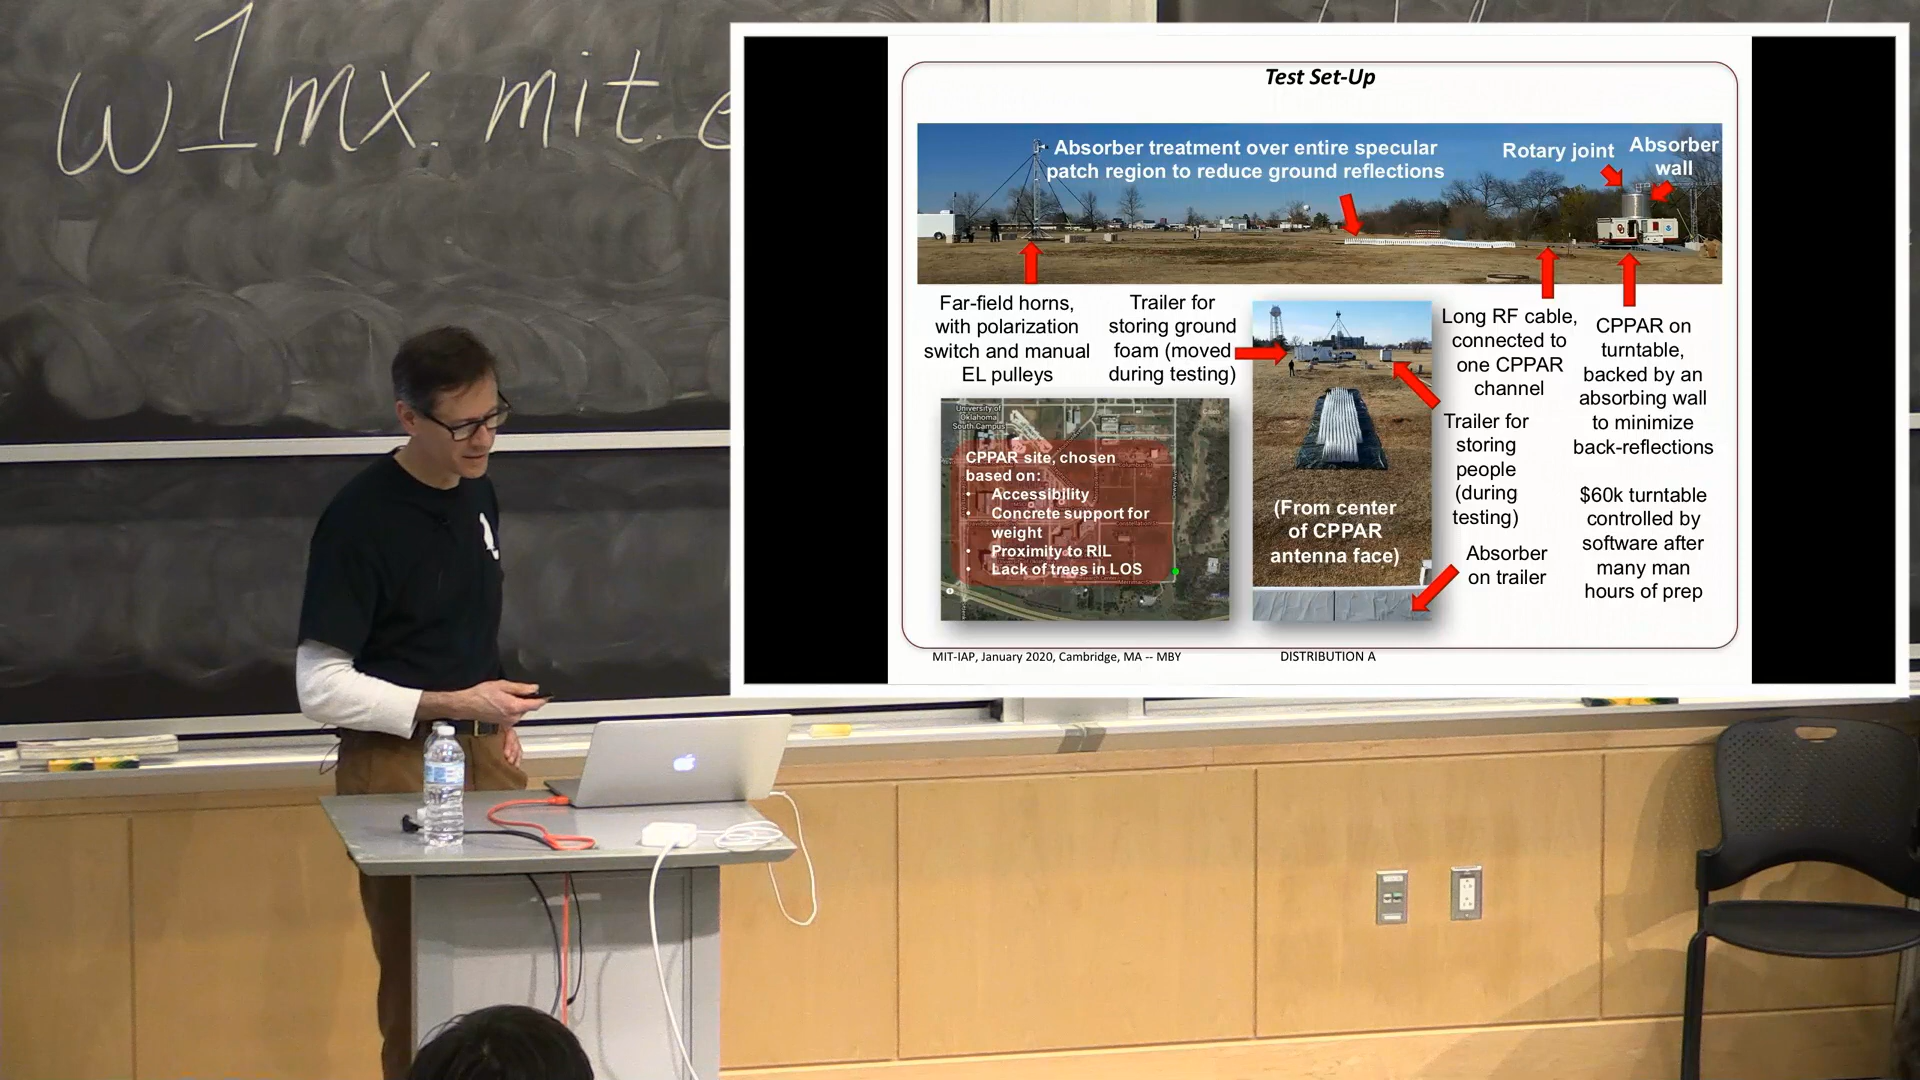 w1mx.mit.e
Test Set-Up
Absorber treatment over entire specular
patch region to reduce ground reflections
Rotary joint
Absorber
wall
Far-field horns,
with polarization
switch and manual
EL pulleys
Trailer for
storing ground
foam (moved
during testing)
Long RF cable,
connected to
one CPPAR
channel
CPPAR on
turntable,
backed by an
absorbing wall
to minimize
back-reflections
$60k turntable
controlled by
software after
many man
hours of prep
Trailer for
storing
people
(during
testing)
Absorber
on trailer
(From center
of CPPAR
antenna face)
University of
Oklahoma
South Campus
CPPAR site, chosen
based on:
• Accessibility
• Concrete support for
weight
• Proximity to RIL
• Lack of trees in LOS
MIT-IAP, January 2020, Cambridge, MA -- MBY
DISTRIBUTION A